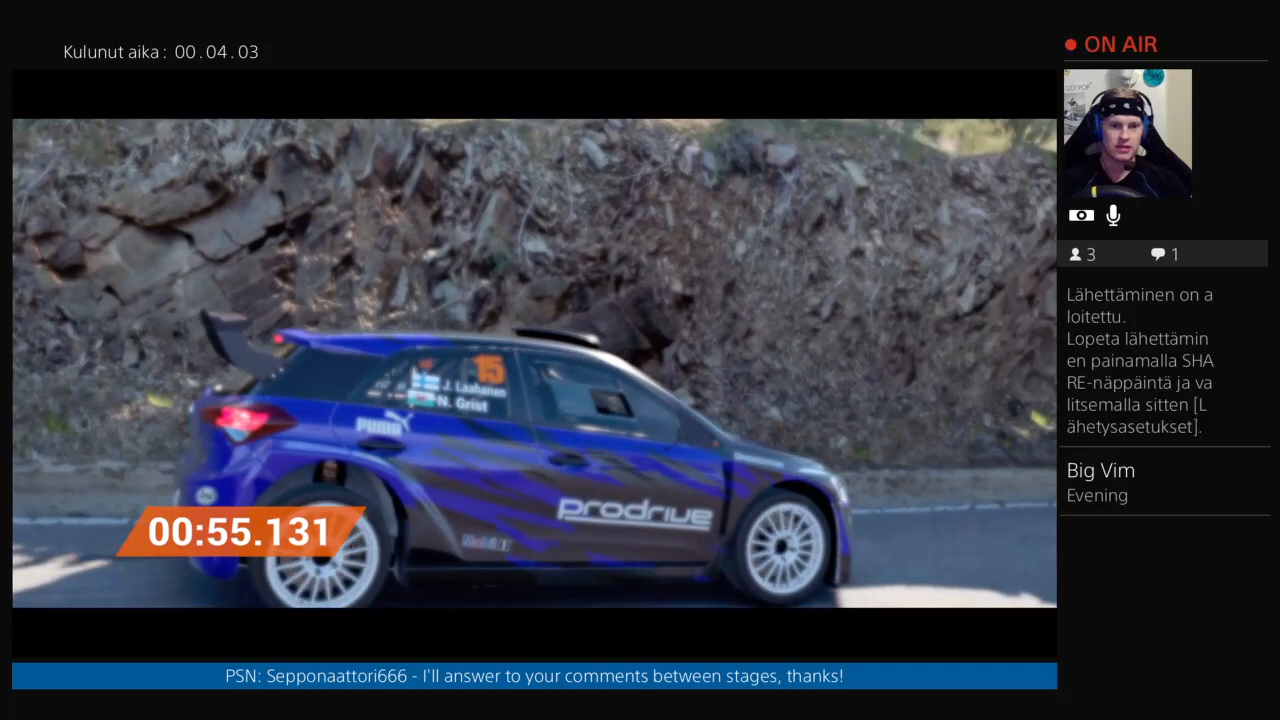 Kulunut aika : 00.04.03
ON AIR
GOT POP
3
1
Lähettäminen on a
loitettu.
Lopeta lähettämin
en painamalla SHA
RE-näppäintä ja va
litsemalla sitten [L
ähetysasetukset].
Big Vim
Evening
15
J. Laahanen
N. Grist
PUMA
prodrive
00:55.131
PSN: Sepponaattori666 - I'll answer to your comments between stages, thanks!